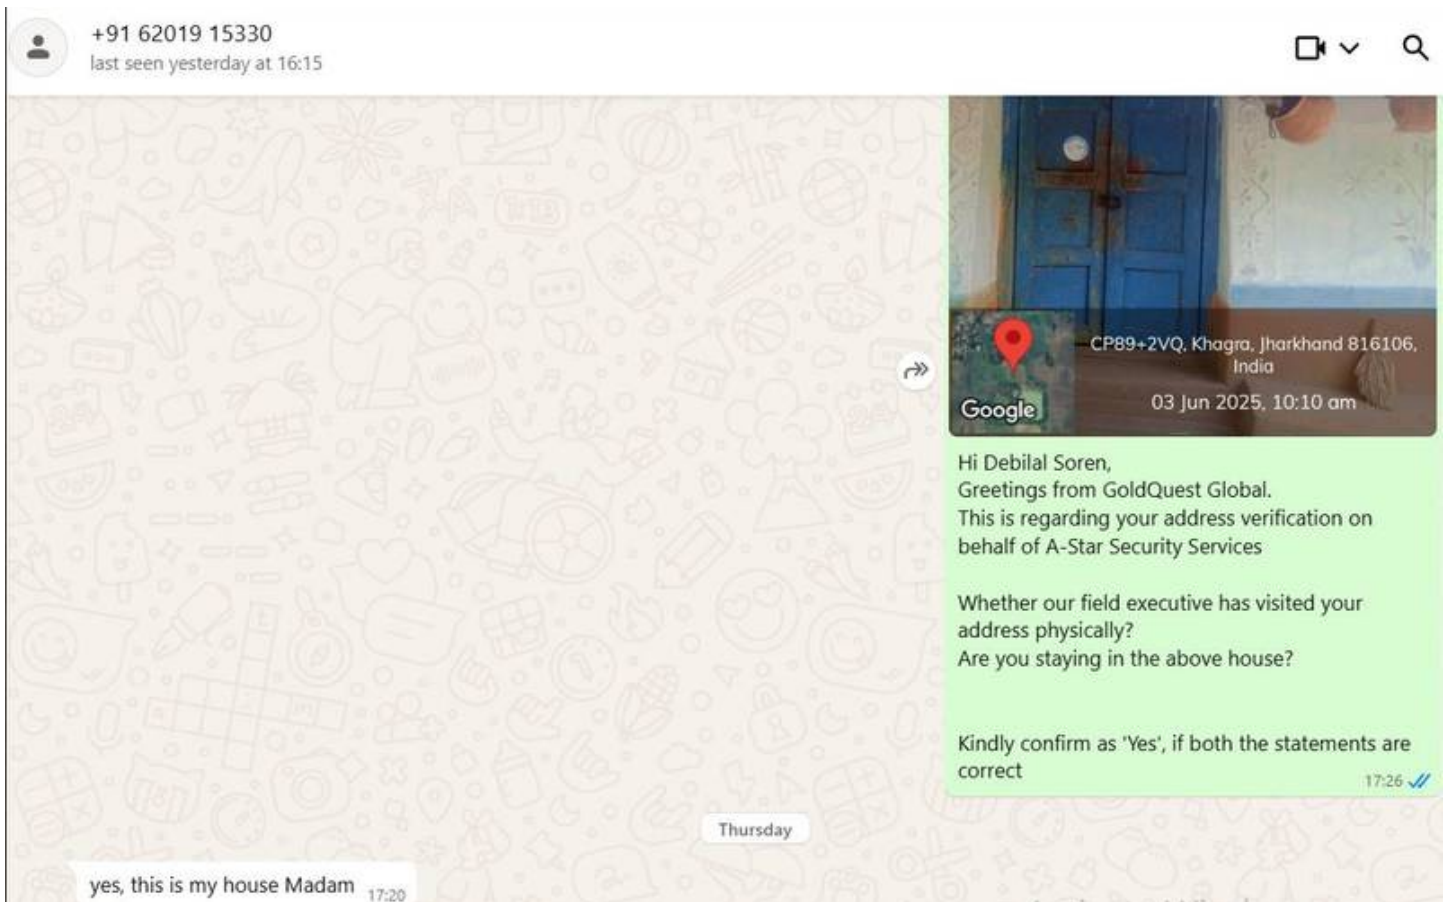 +91 62019 15330
last seen yesterday at 16:15
CP89+2VQ, Khagra, Jharkhand 816106,
India
03 Jun 2025, 10:10 am
Google
Hi Debilal Soren,
Greetings from GoldQuest Global.
This is regarding your address verification on
behalf of A-Star Security Services
Whether our field executive has visited your
address physically?
Are you staying in the above house?
Kindly confirm as 'Yes', if both the statements are
correct
17:26
Thursday
yes, this is my house Madam 17:20